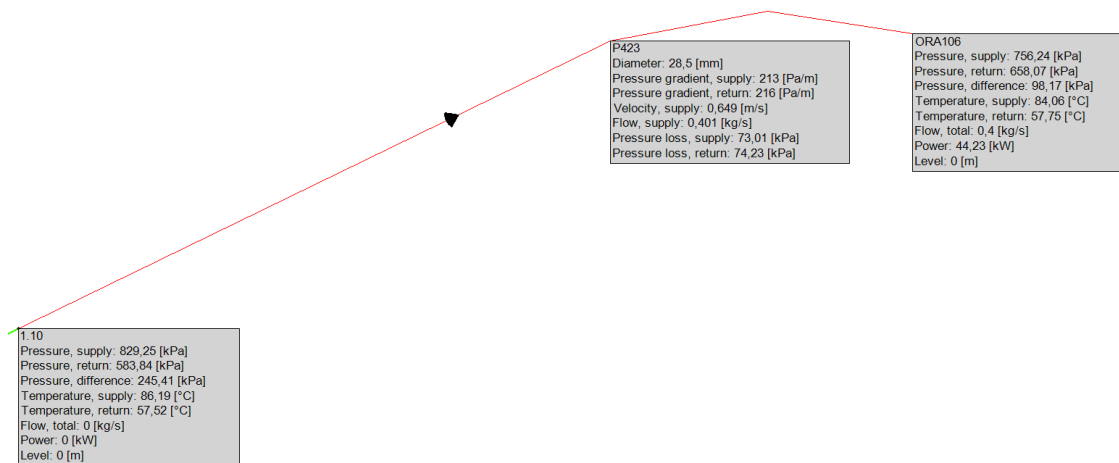 P423
Diameter: 28,5 [mm]
Pressure gradient, supply: 213 [Pa/m]
Pressure gradient, return: 216 [Pa/m]
Velocity, supply: 0,649 [m/s]
Flow, supply: 0,401 [kg/s]
Pressure loss, supply: 73,01 [kPa]
Pressure loss, return: 74,23 [kPa]
ORA106
Pressure, supply: 756,24 [kPa]
Pressure, return: 658,07 [kPa]
Pressure, difference: 98,17 [kPa]
Temperature, supply: 84,06 [°C]
Temperature, return: 57,75 [°C]
Flow, total: 0,4 [kg/s]
Power: 44,23 [kW]
Level: 0 [m]
1.10
Pressure, supply: 829,25 [kPa]
Pressure, return: 583,84 [kPa]
Pressure, difference: 245,41 [kPa]
Temperature, supply: 86,19 [°C]
Temperature, return: 57,52 [°C]
Flow, total: 0 [kg/s]
Power: 0 [kW]
Level: 0 [m]